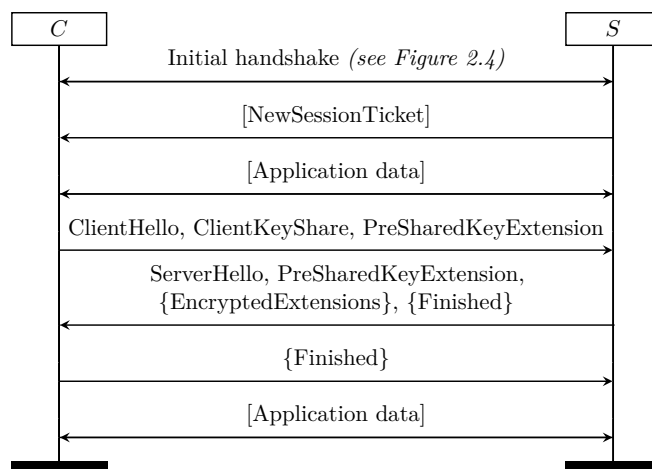 C S
Initial handshake (see Figure 2.4)
[NewSessionTicket]
[Application data]
ClientHello, ClientKeyShare, PreSharedKeyExtension
ServerHello, PreSharedKeyExtension,
{EncryptedExtensions}, {Finished}
{Finished}
[Application data]